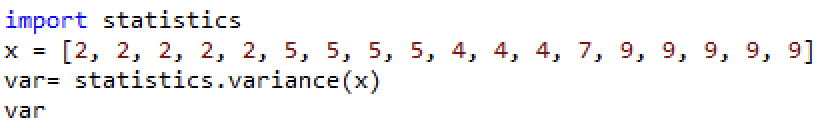 import statistics
x = [2, 2, 2, 2, 2, 5, 5, 5, 5, 4, 4, 4, 7, 9, 9, 9, 9, 9]
var= statistics.variance(x)
var